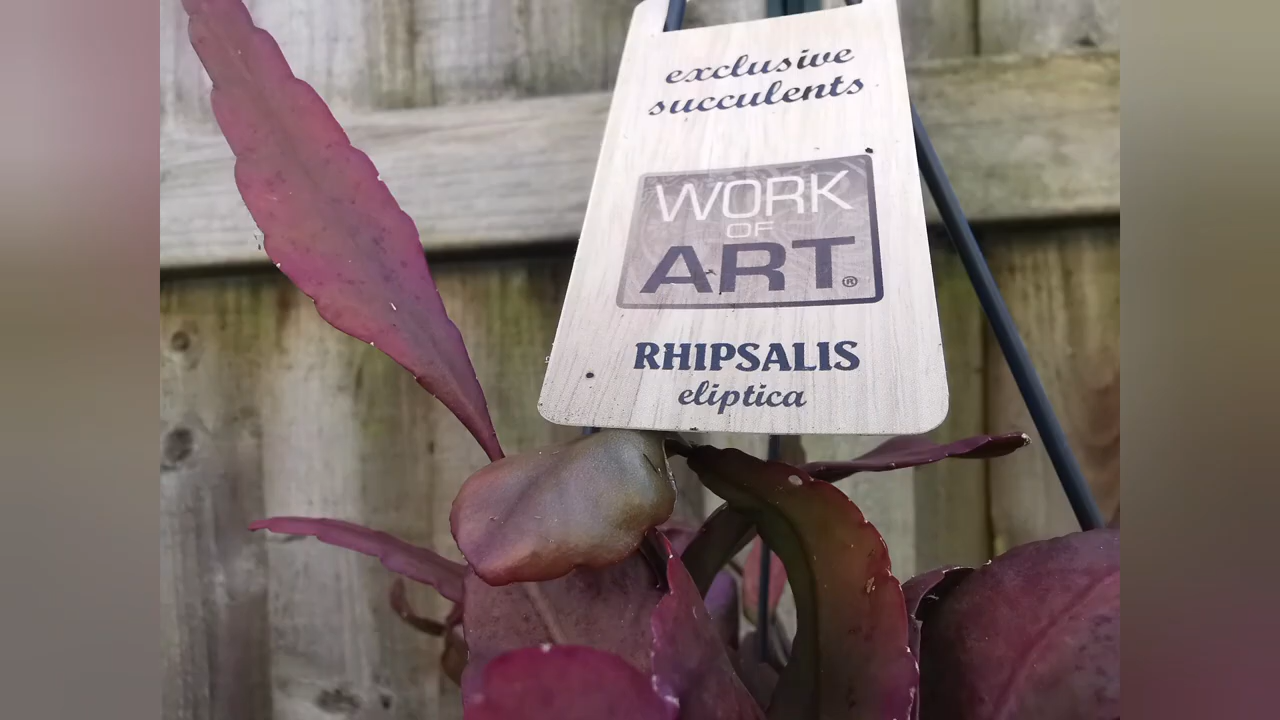 exclusive
succulents
WORK
OF
ART®
RHIPSALIS
eliptica